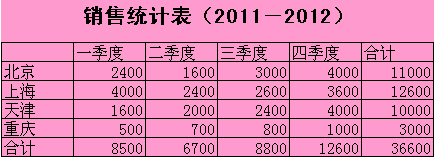 销售统计表（2011－2012）
一季度 二季度 三季度 四季度 合计
北京 2400 1600 3000 4000 11000
上海 4000 2400 2600 3600 12600
天津 1600 2000 2400 4000 10000
重庆 500 700 800 1000 3000
合计 8500 6700 8800 12600 36600